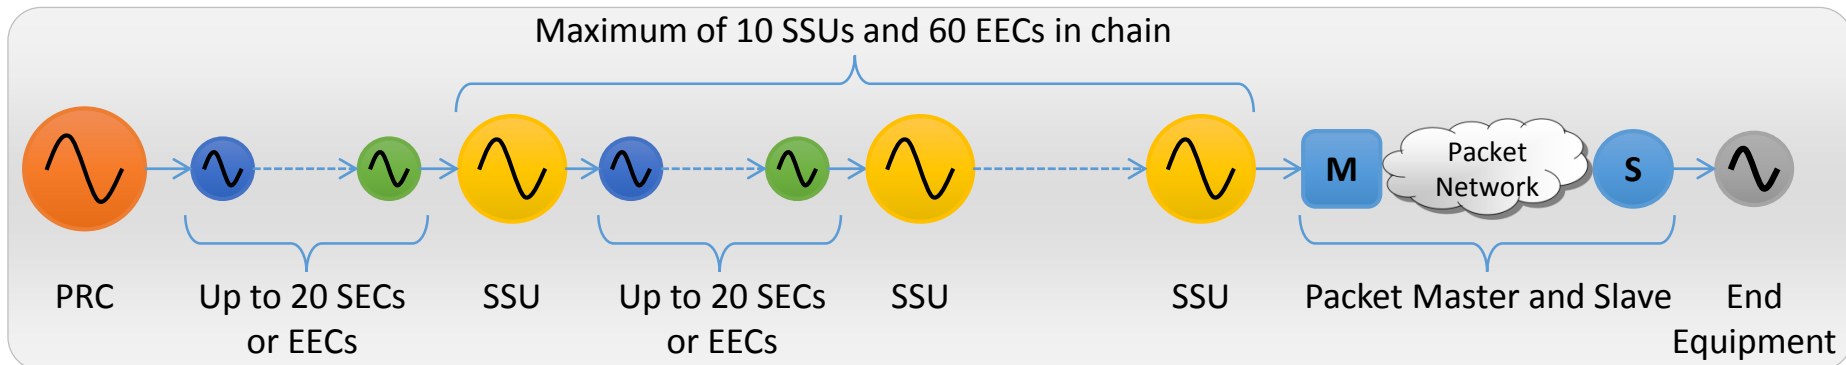 Maximum of 10 SSUs and 60 EECs in chain
M
Packet
Network
S
PRC
Up to 20 SECs
or EECs
SSU
Up to 20 SECs
or EECs
SSU
SSU
Packet Master and Slave
End
Equipment